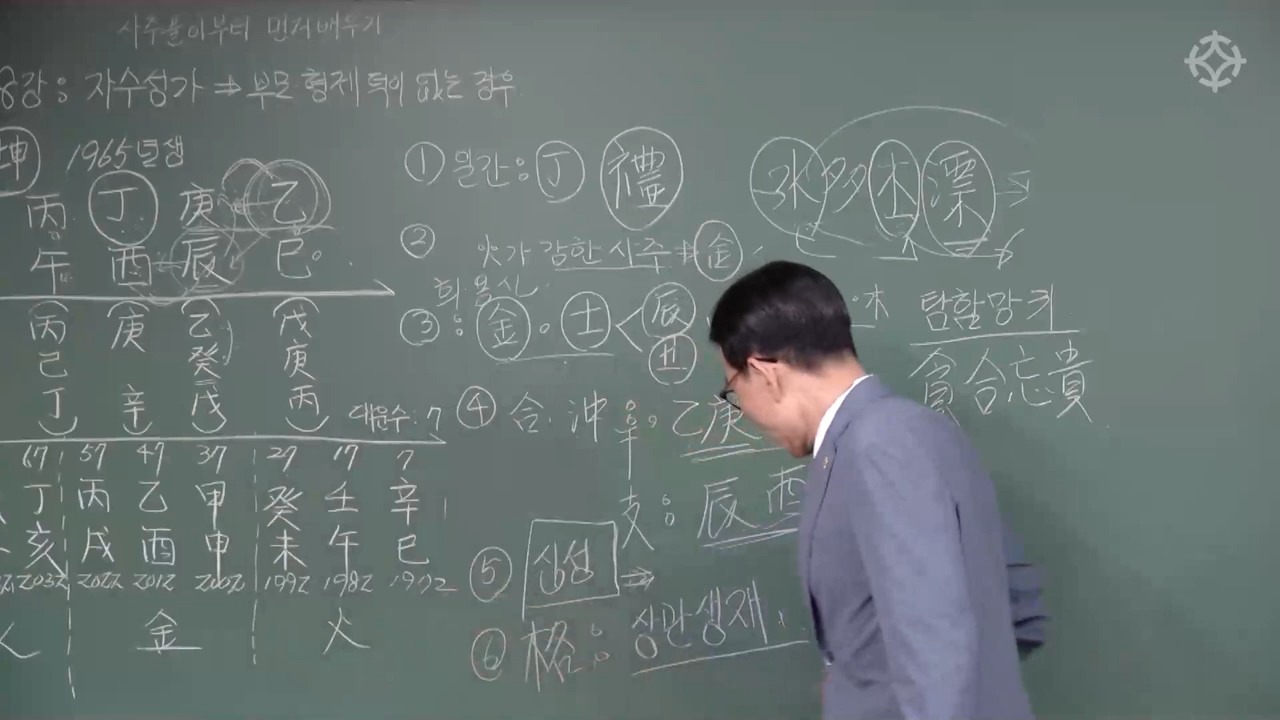 사주풀이부터 먼저배우기
강: 자수성가 ⇒ 부모 형제 덕이 없는 경우
坤 1965년생
丙 丁 庚 乙
午 酉 辰 巳
丙 庚 乙 戊
己 癸 庚
丁 辛 戊 丙
대운수: 7
67 57 47 37 27 17 7
丁 丙 乙 甲 癸 壬 辛
亥 戌 酉 申 未 午 巳
2032 2022 2012 2002 1992 1982 1972
金 火
① 일간: 丁 禮
② 火가 강한 사주 金
희용신
③ : 金 · 土 < 辰 丑
④ 合 沖 干: 乙庚
支: 辰 酉
⑤ 십성 ⇒
⑥ 格: 상관생재
水多木漂
탐합망귀
貪合忘貴